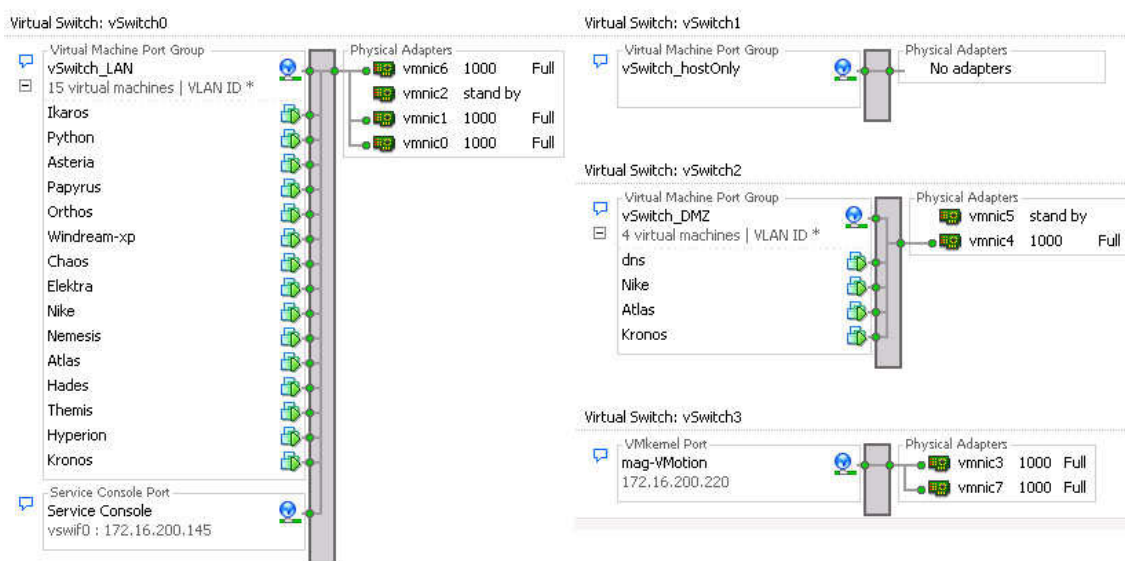 Virtual Switch: vSwitch0
Virtual Machine Port Group
vSwitch_LAN
15 virtual machines | VLAN ID *
Ikaros
Python
Asteria
Papyrus
Orthos
Windream-xp
Chaos
Elektra
Nike
Nemesis
Atlas
Hades
Themis
Hyperion
Kronos
Service Console Port
Service Console
vswif0 : 172.16.200.145
Physical Adapters
vmnic6 1000 Full
vmnic2 stand by
vmnic1 1000 Full
vmnic0 1000 Full
Virtual Switch: vSwitch1
Virtual Machine Port Group
vSwitch_hostOnly
Physical Adapters
No adapters
Virtual Switch: vSwitch2
Virtual Machine Port Group
vSwitch_DMZ
4 virtual machines | VLAN ID *
dns
Nike
Atlas
Kronos
Physical Adapters
vmnic5 stand by
vmnic4 1000 Full
Virtual Switch: vSwitch3
VMkernel Port
mag-VMotion
172.16.200.220
Physical Adapters
vmnic3 1000 Full
vmnic7 1000 Full